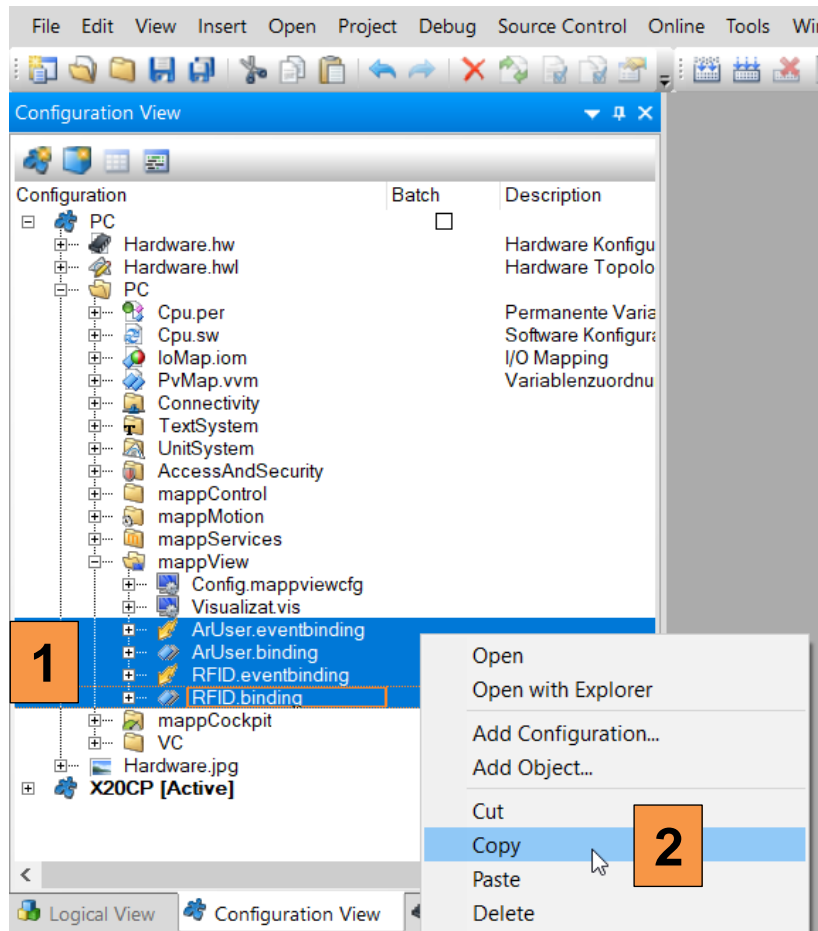 File Edit View Insert Open Project Debug Source Control Online Tools
Configuration View
Configuration Batch Description
PC
Hardware.hw Hardware Konfigu
Hardware.hwl Hardware Topolo
PC
Cpu.per Permanente Varia
Cpu.sw Software Konfigura
IoMap.iom I/O Mapping
PvMap.vvm Variablenzuordnu
Connectivity
TextSystem
UnitSystem
AccessAndSecurity
mappControl
mappMotion
mappServices
mappView
Config.mappviewcfg
Visualizat.vis
ArUser.eventbinding
ArUser.binding
RFID.eventbinding
RFID.binding
mappCockpit
VC
Hardware.jpg
X20CP [Active]
1
Open
Open with Explorer
Add Configuration...
Add Object...
Cut
Copy
2
Paste
Delete
Logical View Configuration View